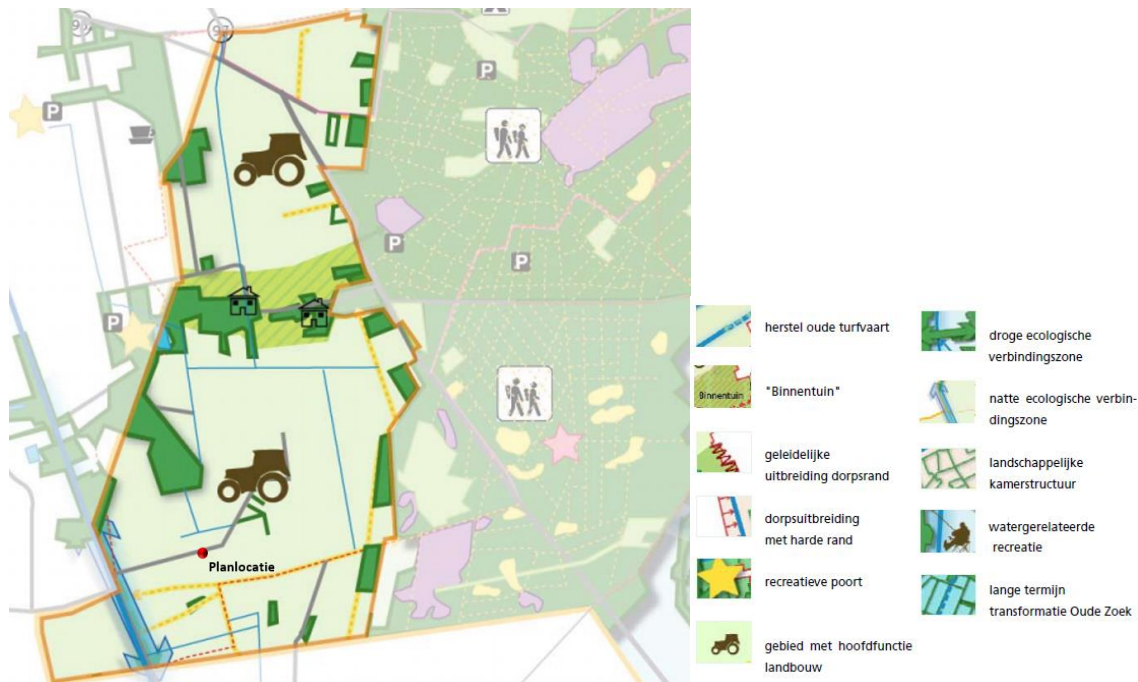 97
P
P
P
P
P
Planlocatie
herstel oude turfvaart
Binnentuin
"Binnentuin"
geleidelijke
uitbreiding dorpsrand
dorpsuitbreiding
met harde rand
recreatieve poort
gebied met hoofdfunctie
landbouw
droge ecologische
verbindingszone
natte ecologische verbin-
dingszone
landschappelijke
kamerstructuur
watergerelateerde
recreatie
lange termijn
transformatie Oude Zoek